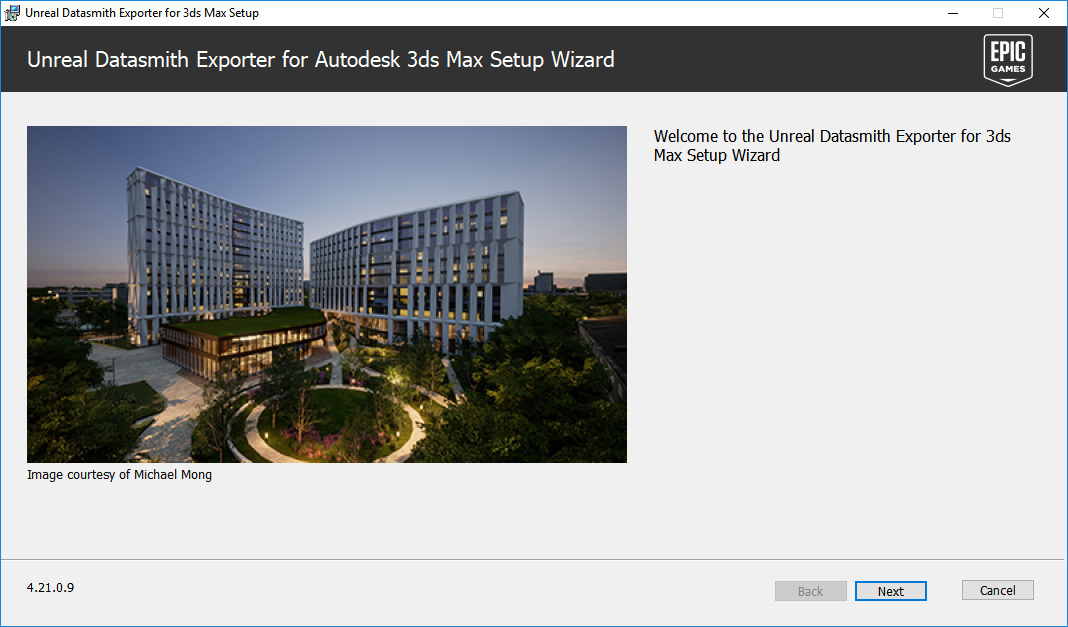 Unreal Datasmith Exporter for 3ds Max Setup
Unreal Datasmith Exporter for Autodesk 3ds Max Setup Wizard
EPIC
GAMES
Welcome to the Unreal Datasmith Exporter for 3ds
Max Setup Wizard
Image courtesy of Michael Mong
4.21.0.9
Back
Next
Cancel